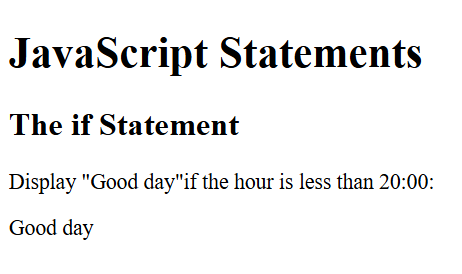 JavaScript Statements
The if Statement
Display "Good day"if the hour is less than 20:00:
Good day